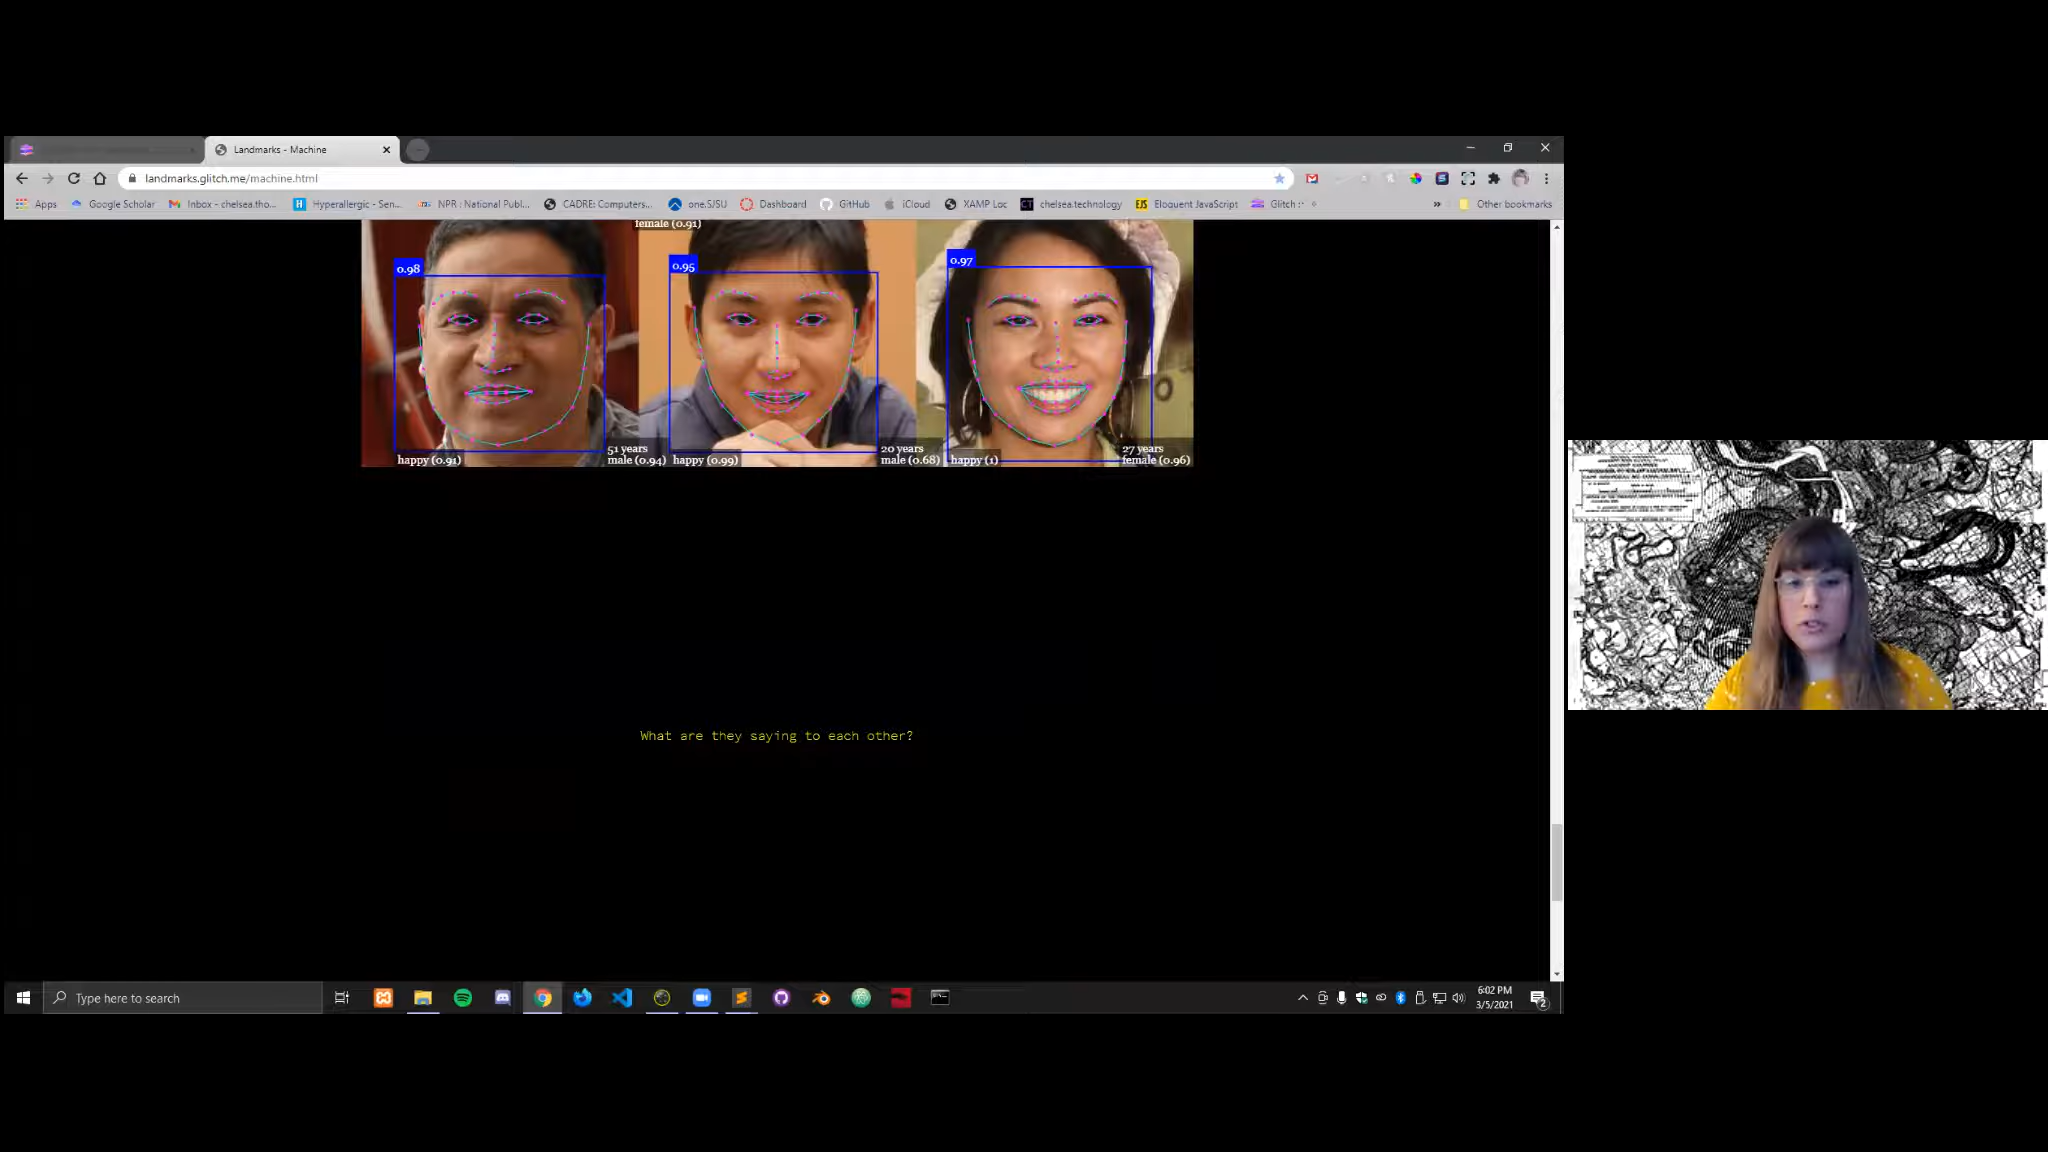 Landmarks - Machine
landmarks.glitch.me/machine.html
Apps Google Scholar Inbox - chelsea.tho... Hyperallergic - Sen... NPR : National Publ... CADRE: Computers... one.SJSU Dashboard GitHub iCloud XAMP Loc chelsea.technology Eloquent JavaScript Glitch :· » Other bookmarks
female (0.91)
0.98
0.95
0.97
51 years
male (0.94)
happy (0.91)
20 years
male (0.68)
happy (0.99)
27 years
female (0.96)
happy (1)
What are they saying to each other?
Type here to search
6:02 PM
3/5/2021
2